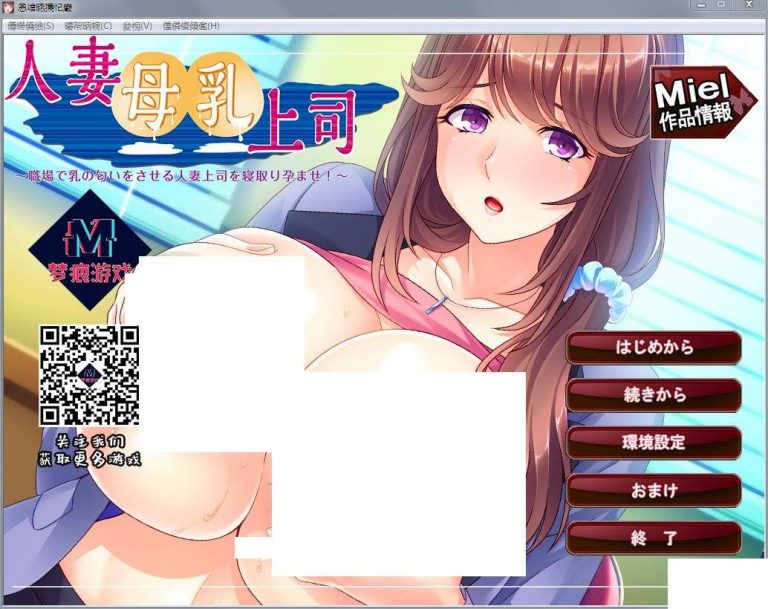 人妻母乳上司
～職場で乳の匂いをさせる人妻上司を寝取り孕ませ！～
Miel
作品情報
M
梦疯游戏
关注我们
获取更多游戏
はじめから
続きから
環境設定
おまけ
終 了